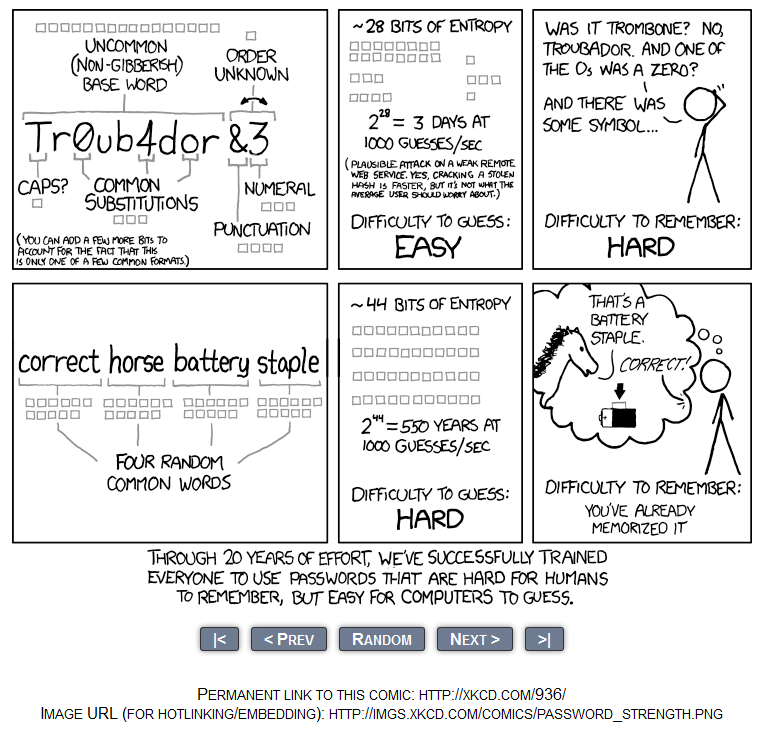 UNCOMMON
(NON-GIBBERISH)
BASE WORD
ORDER
UNKNOWN
Tr0ub4dor &3
CAPS?
COMMON
SUBSTITUTIONS
NUMERAL
PUNCTUATION
(YOU CAN ADD A FEW MORE BITS TO
ACCOUNT FOR THE FACT THAT THIS
IS ONLY ONE OF A FEW COMMON FORMATS.)
~28 BITS OF ENTROPY
2^28 = 3 DAYS AT
1000 GUESSES/SEC
(PLAUSIBLE ATTACK ON A WEAK REMOTE
WEB SERVICE. YES, CRACKING A STOLEN
HASH IS FASTER, BUT IT'S NOT WHAT THE
AVERAGE USER SHOULD WORRY ABOUT.)
DIFFICULTY TO GUESS:
EASY
WAS IT TROMBONE? NO,
TROUBADOR. AND ONE OF
THE Os WAS A ZERO?
AND THERE WAS
SOME SYMBOL...
DIFFICULTY TO REMEMBER:
HARD
correct horse battery staple
FOUR RANDOM
COMMON WORDS
~44 BITS OF ENTROPY
2^44 = 550 YEARS AT
1000 GUESSES/SEC
DIFFICULTY TO GUESS:
HARD
THAT'S A
BATTERY
STAPLE.
CORRECT!
DIFFICULTY TO REMEMBER:
YOU'VE ALREADY
MEMORIZED IT
THROUGH 20 YEARS OF EFFORT, WE'VE SUCCESSFULLY TRAINED
EVERYONE TO USE PASSWORDS THAT ARE HARD FOR HUMANS
TO REMEMBER, BUT EASY FOR COMPUTERS TO GUESS.
|< < PREV RANDOM NEXT > >|
PERMANENT LINK TO THIS COMIC: HTTP://XKCD.COM/936/
IMAGE URL (FOR HOTLINKING/EMBEDDING): HTTP://IMGS.XKCD.COM/COMICS/PASSWORD_STRENGTH.PNG